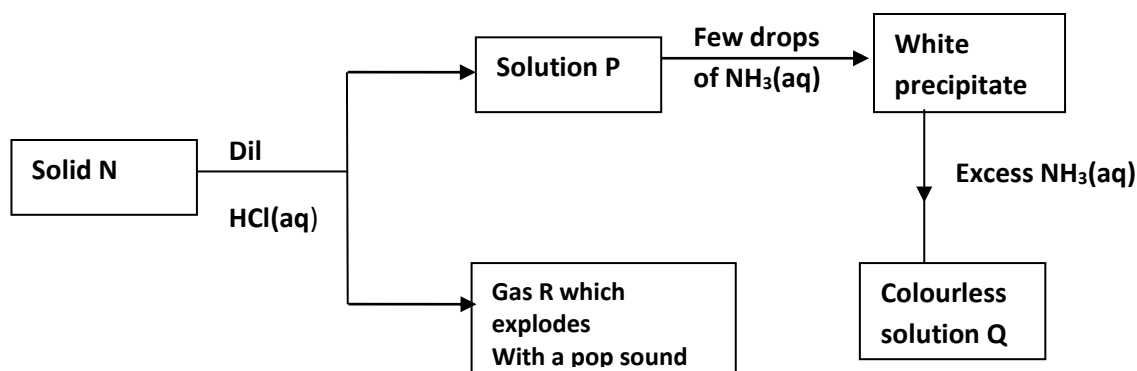 Few drops
of NH₃(aq)
Solution P
White
precipitate
Solid N
Dil
HCl(aq)
Excess NH₃(aq)
Gas R which
explodes
With a pop sound
Colourless
solution Q